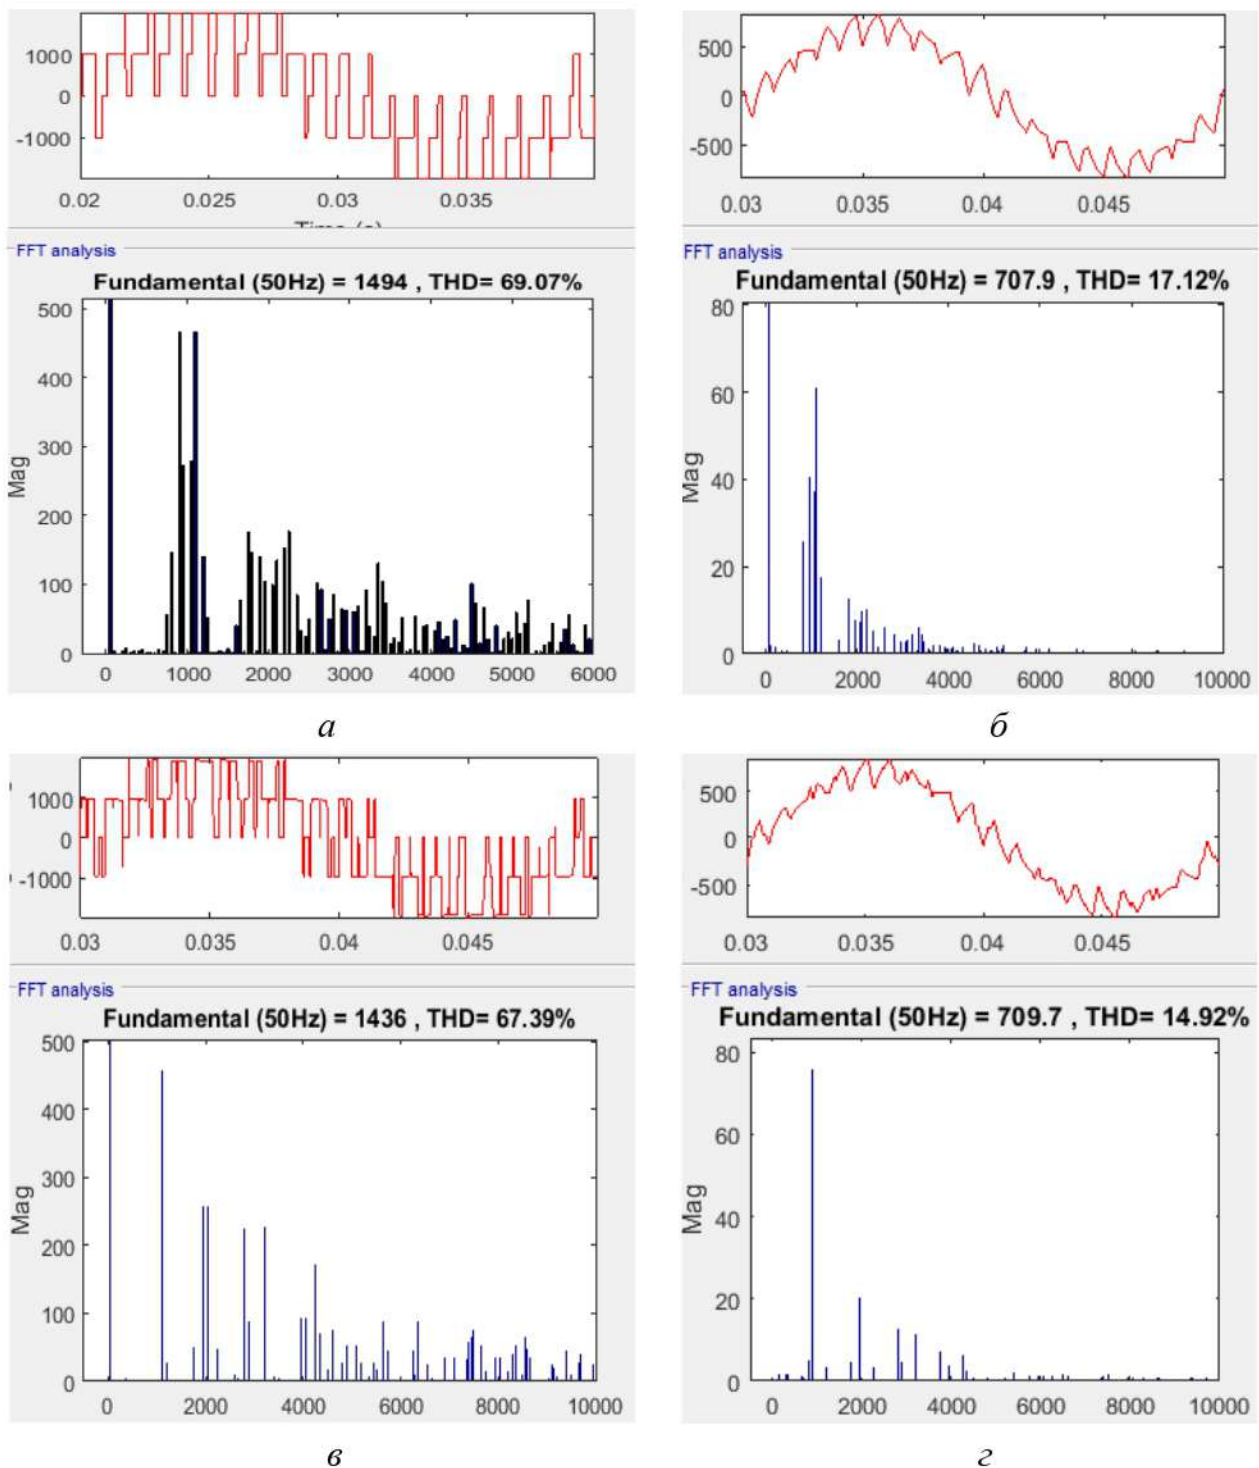 1000
0
-1000
0.02 0.025 0.03 0.035
Time (s)
FFT analysis
Fundamental (50Hz) = 1494 , THD= 69.07%
500
400
300
200
100
0
Mag
0 1000 2000 3000 4000 5000 6000
а
500
0
-500
0.03 0.035 0.04 0.045
FFT analysis
Fundamental (50Hz) = 707.9 , THD= 17.12%
80
60
40
20
0
Mag
0 2000 4000 6000 8000 10000
б
1000
0
-1000
0.03 0.035 0.04 0.045
FFT analysis
Fundamental (50Hz) = 1436 , THD= 67.39%
500
400
300
200
100
0
Mag
0 2000 4000 6000 8000 10000
в
500
0
-500
0.03 0.035 0.04 0.045
FFT analysis
Fundamental (50Hz) = 709.7 , THD= 14.92%
80
60
40
20
0
Mag
0 2000 4000 6000 8000 10000
г